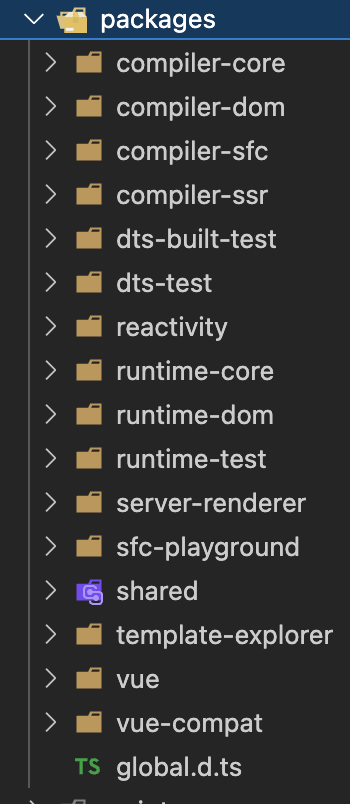 packages
compiler-core
compiler-dom
compiler-sfc
compiler-ssr
dts-built-test
dts-test
reactivity
runtime-core
runtime-dom
runtime-test
server-renderer
sfc-playground
shared
template-explorer
vue
vue-compat
TS global.d.ts